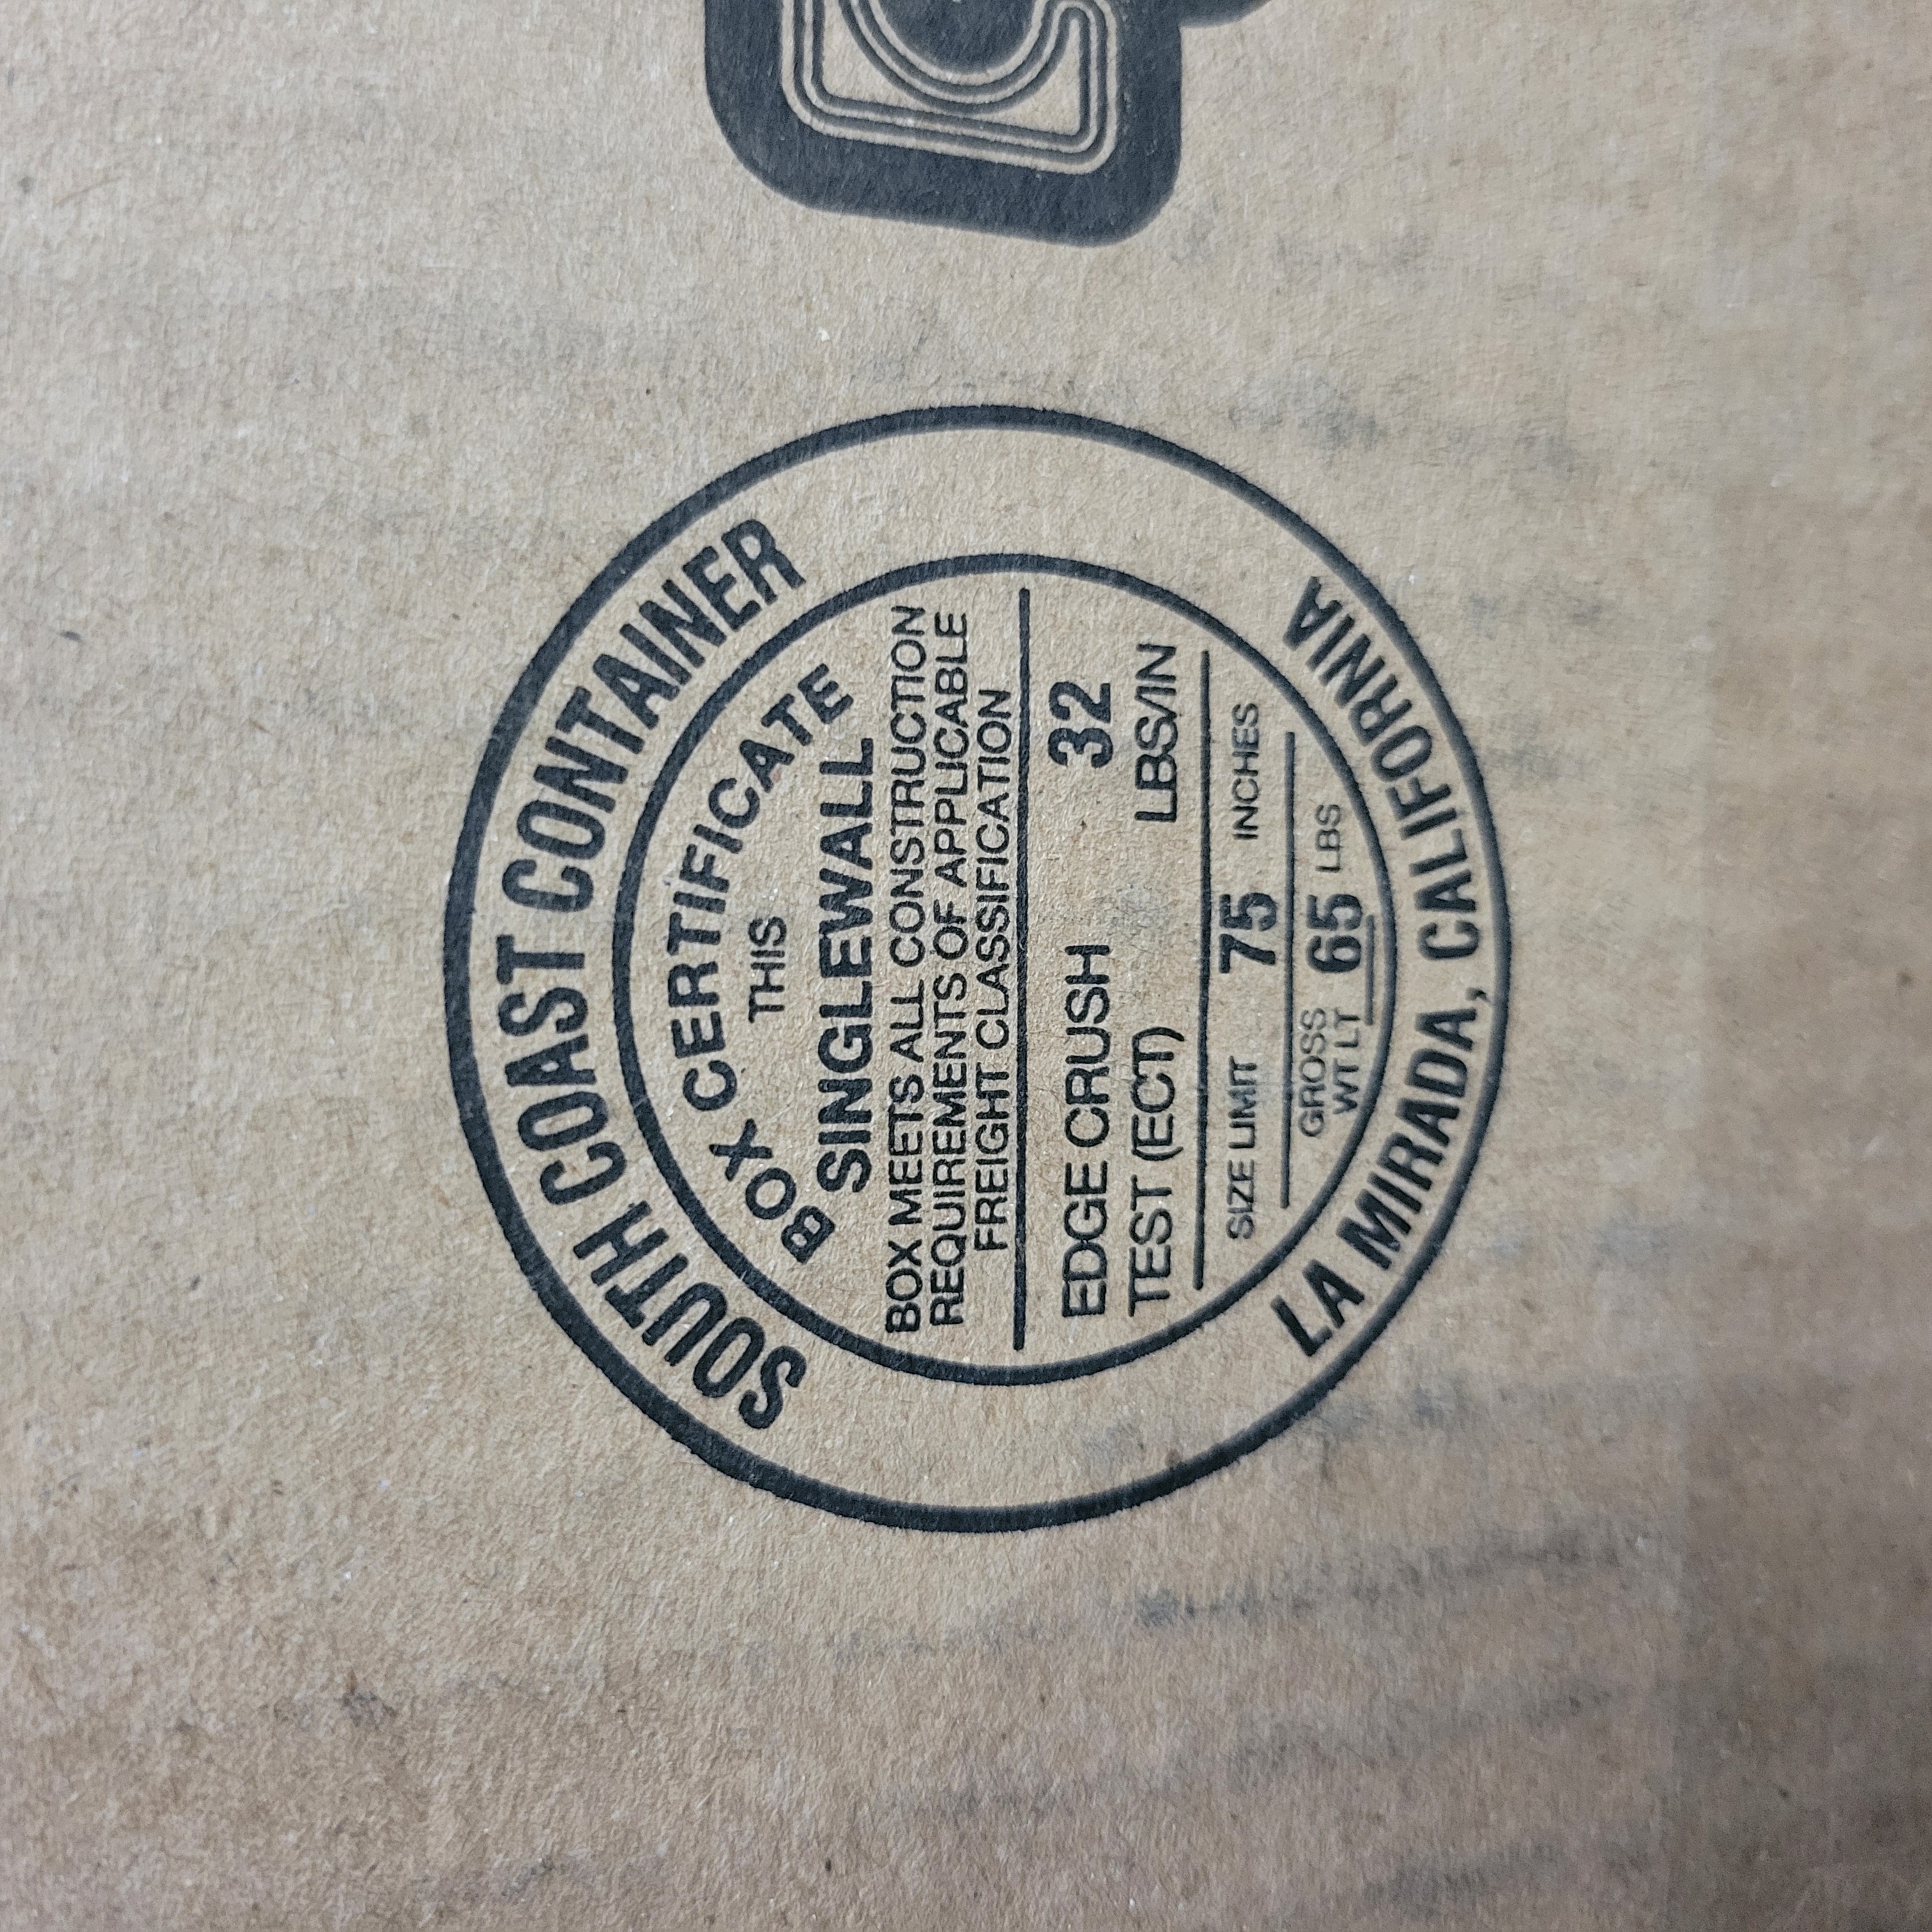 SOUTH COAST CONTAINER
BOX CERTIFICATE
THIS
SINGLEWALL
BOX MEETS ALL CONSTRUCTION
REQUIREMENTS OF APPLICABLE
FREIGHT CLASSIFICATION
EDGE CRUSH 32
TEST (ECT) LBS/IN
SIZE LIMIT 75 INCHES
GROSS
WT LT 65 LBS
LA MIRADA, CALIFORNIA